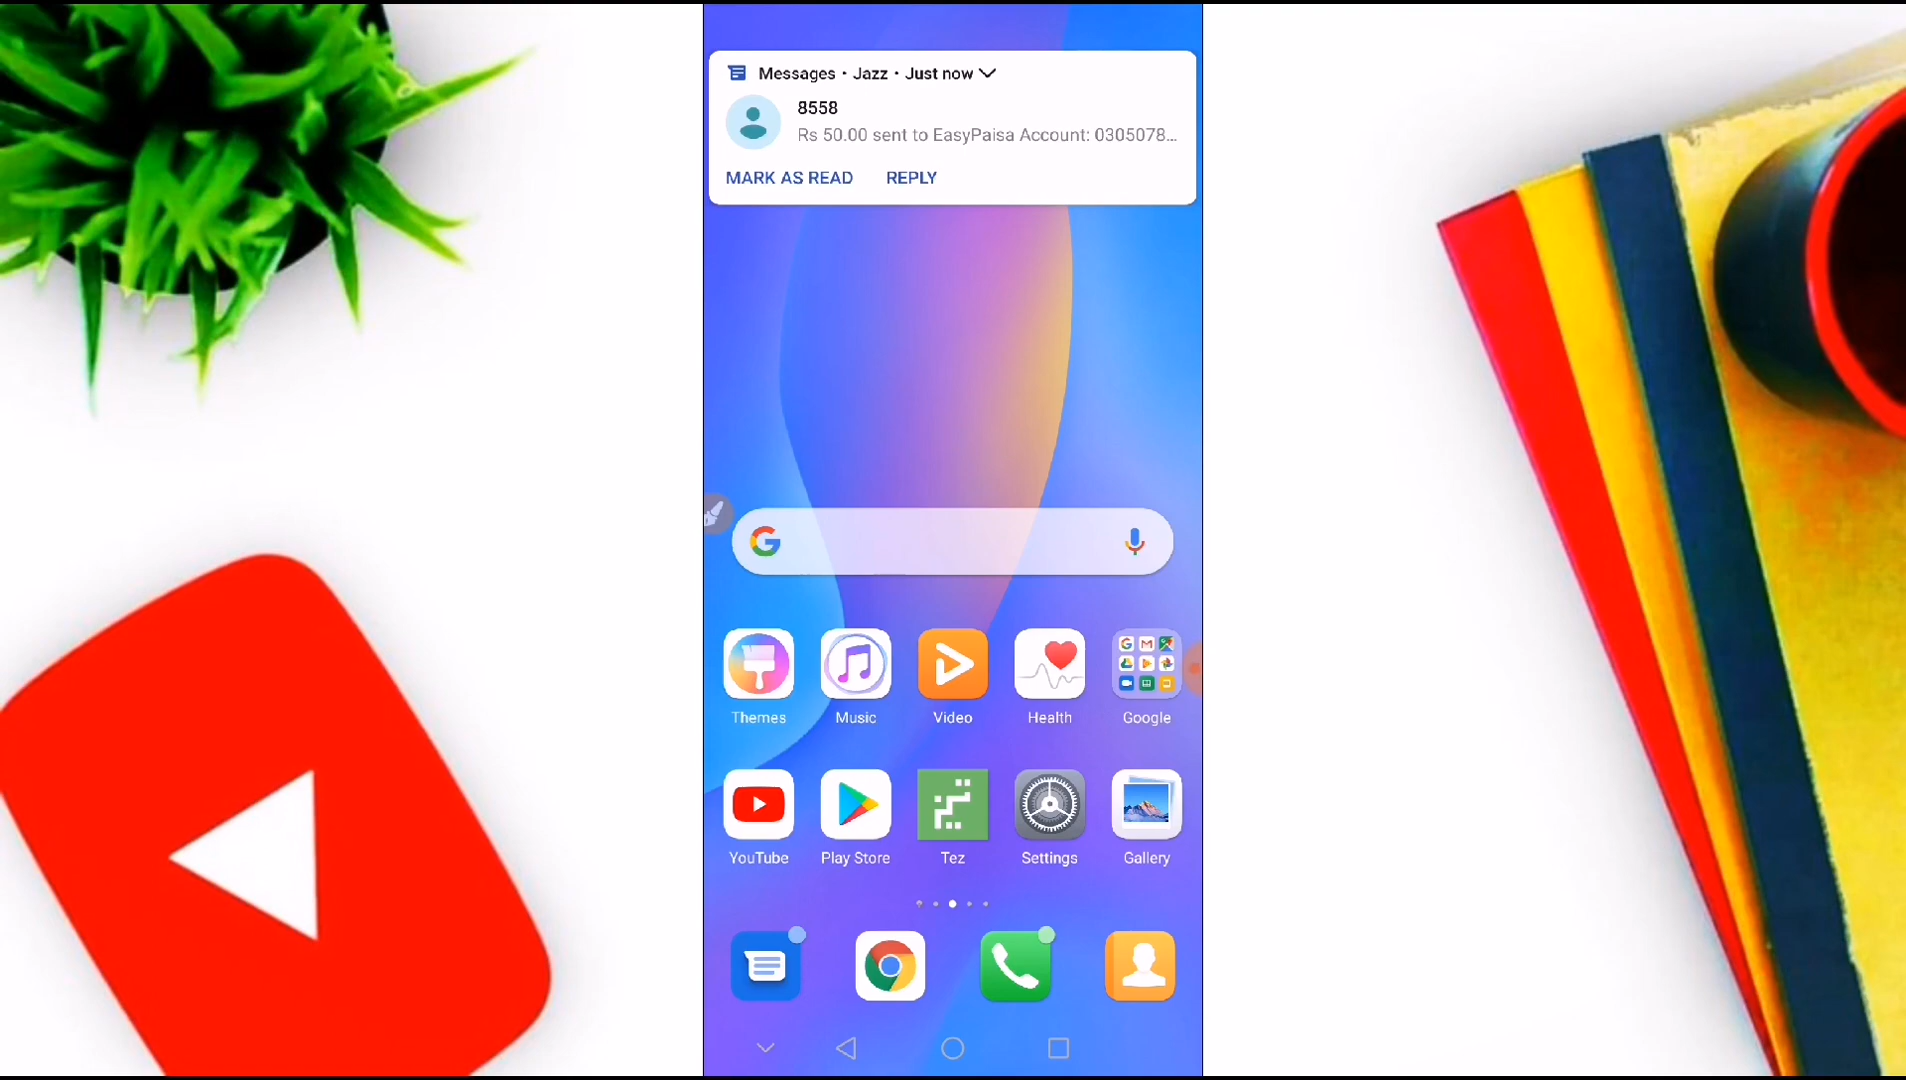 Messages • Jazz • Just now
8558
Rs 50.00 sent to EasyPaisa Account: 0305078...
MARK AS READ REPLY
Themes Music Video Health Google
YouTube Play Store Tez Settings Gallery